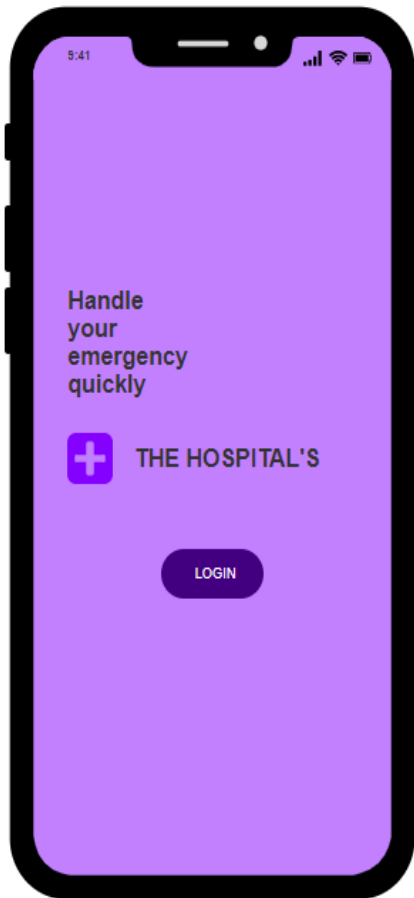 9:41
Handle
your
emergency
quickly
THE HOSPITAL'S
LOGIN